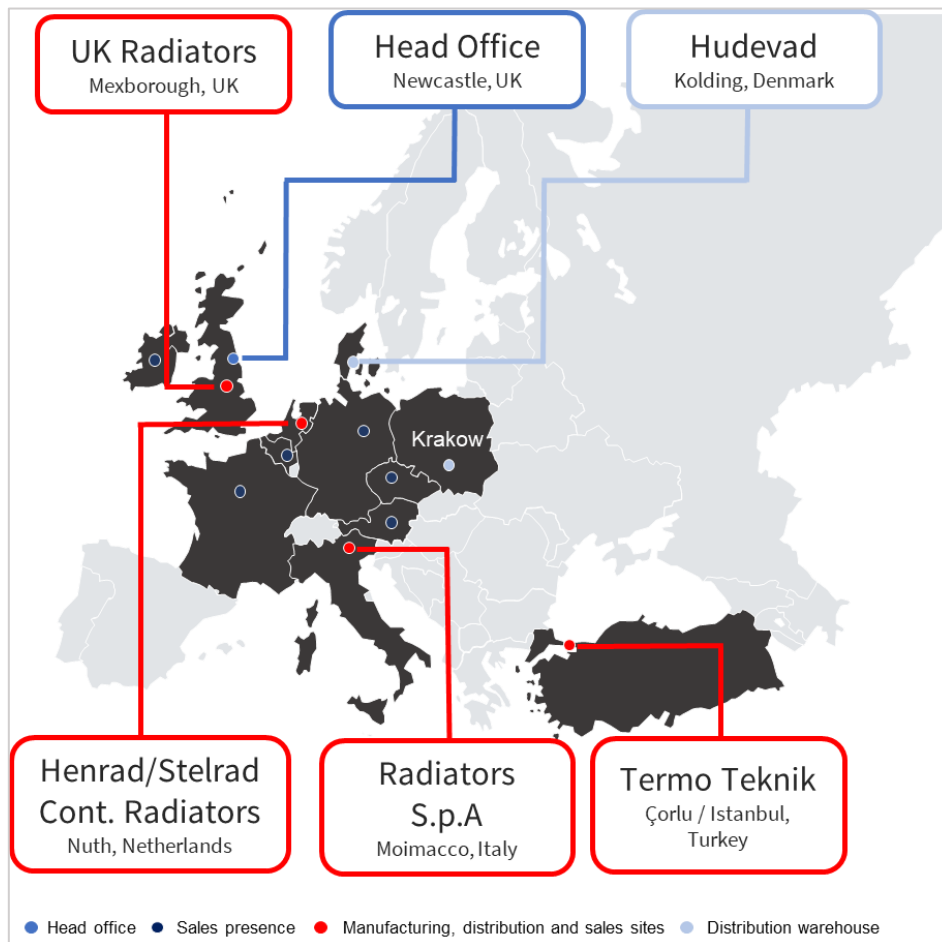 UK Radiators
Mexborough, UK
Head Office
Newcastle, UK
Hudevad
Kolding, Denmark
Krakow
Henrad/Stelrad
Cont. Radiators
Nuth, Netherlands
Radiators
S.p.A
Moimacco, Italy
Termo Teknik
Çorlu / Istanbul,
Turkey
Head office Sales presence Manufacturing, distribution and sales sites Distribution warehouse